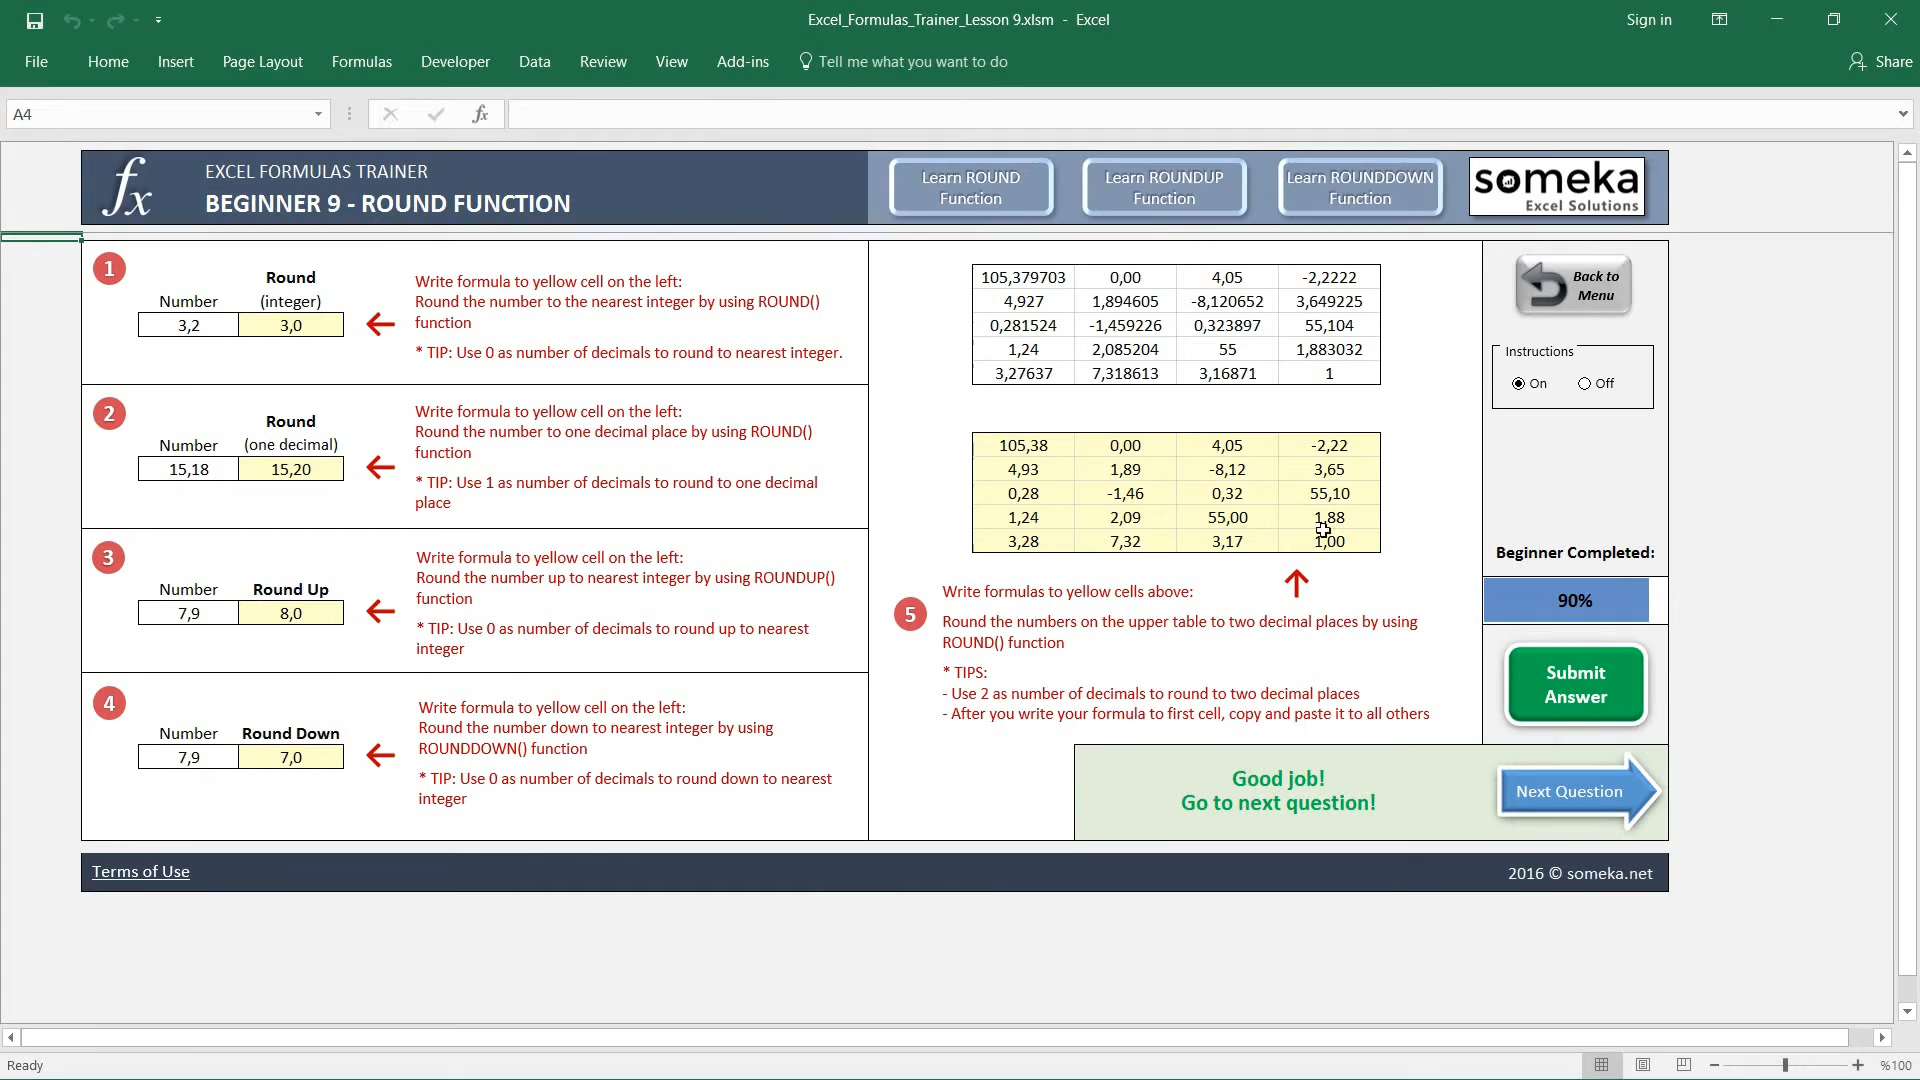 Excel_Formulas_Trainer_Lesson 9.xlsm - Excel
Sign in
File Home Insert Page Layout Formulas Developer Data Review View Add-ins Tell me what you want to do Share
A4
fx
fx
EXCEL FORMULAS TRAINER
BEGINNER 9 - ROUND FUNCTION
Learn ROUND
Function
Learn ROUNDUP
Function
Learn ROUNDDOWN
Function
someka
Excel Solutions
1
Round
Number (integer)
3,2 3,0
Write formula to yellow cell on the left:
Round the number to the nearest integer by using ROUND()
function
* TIP: Use 0 as number of decimals to round to nearest integer.
2
Round
Number (one decimal)
15,18 15,20
Write formula to yellow cell on the left:
Round the number to one decimal place by using ROUND()
function
* TIP: Use 1 as number of decimals to round to one decimal
place
3
Number Round Up
7,9 8,0
Write formula to yellow cell on the left:
Round the number up to nearest integer by using ROUNDUP()
function
* TIP: Use 0 as number of decimals to round up to nearest
integer
4
Number Round Down
7,9 7,0
Write formula to yellow cell on the left:
Round the number down to nearest integer by using
ROUNDDOWN() function
* TIP: Use 0 as number of decimals to round down to nearest
integer
105,379703 0,00 4,05 -2,2222
4,927 1,894605 -8,120652 3,649225
0,281524 -1,459226 0,323897 55,104
1,24 2,085204 55 1,883032
3,27637 7,318613 3,16871 1
105,38 0,00 4,05 -2,22
4,93 1,89 -8,12 3,65
0,28 -1,46 0,32 55,10
1,24 2,09 55,00 1,88
3,28 7,32 3,17 1,00
5
Write formulas to yellow cells above:
Round the numbers on the upper table to two decimal places by using
ROUND() function
* TIPS:
- Use 2 as number of decimals to round to two decimal places
- After you write your formula to first cell, copy and paste it to all others
Back to
Menu
Instructions
On Off
Beginner Completed:
90%
Submit
Answer
Good job!
Go to next question!
Next Question
Terms of Use
2016 © someka.net
Ready
%100